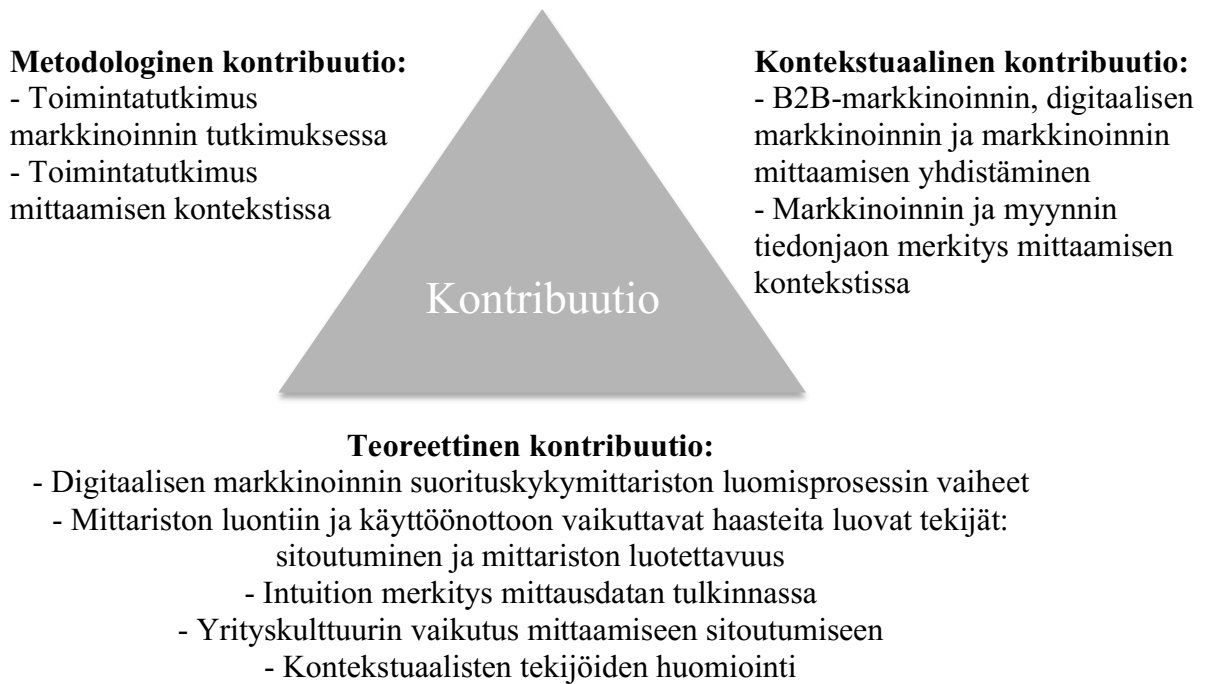 Metodologinen kontribuutio:
- Toimintatutkimus
markkinoinnin tutkimuksessa
- Toimintatutkimus
mittaamisen kontekstissa
Kontekstuaalinen kontribuutio:
- B2B-markkinoinnin, digitaalisen
markkinoinnin ja markkinoinnin
mittaamisen yhdistäminen
- Markkinoinnin ja myynnin
tiedonjaon merkitys mittaamisen
kontekstissa
Kontribuutio
Teoreettinen kontribuutio:
- Digitaalisen markkinoinnin suorituskykymittariston luomisprosessin vaiheet
- Mittariston luontiin ja käyttöönottoon vaikuttavat haasteita luovat tekijät:
sitoutuminen ja mittariston luotettavuus
- Intuition merkitys mittausdatan tulkinnassa
- Yrityskulttuurin vaikutus mittaamiseen sitoutumiseen
- Kontekstuaalisten tekijöiden huomiointi